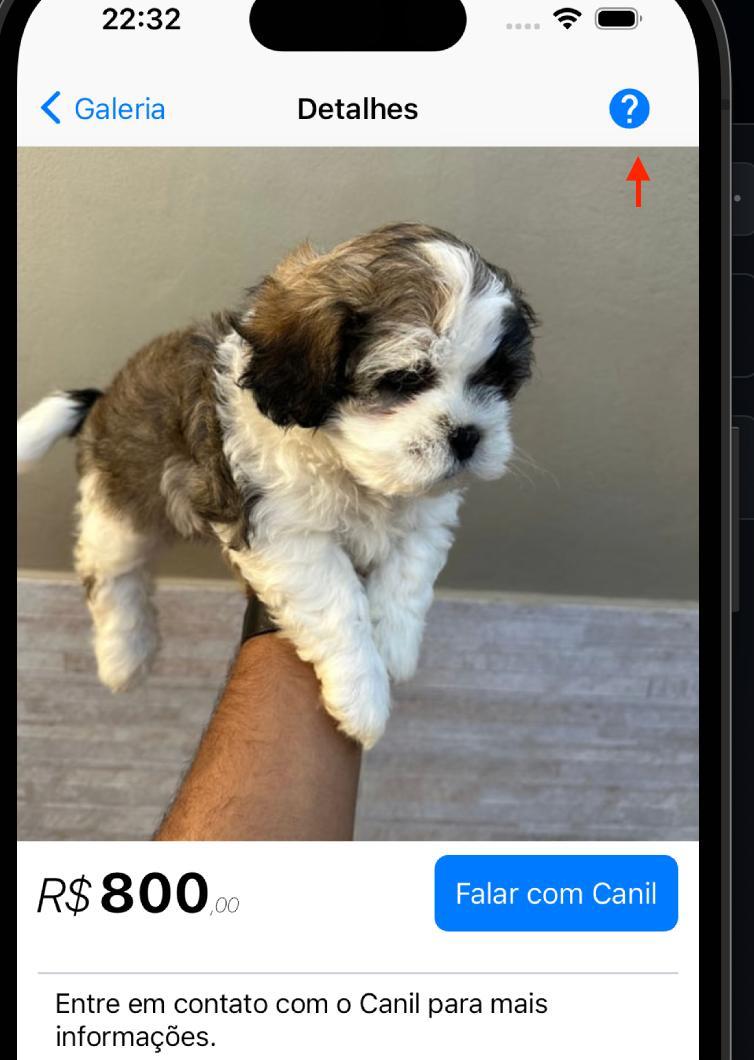 22:32
Galeria
Detalhes
?
R$ 800,00
Falar com Canil
Entre em contato com o Canil para mais
informações.